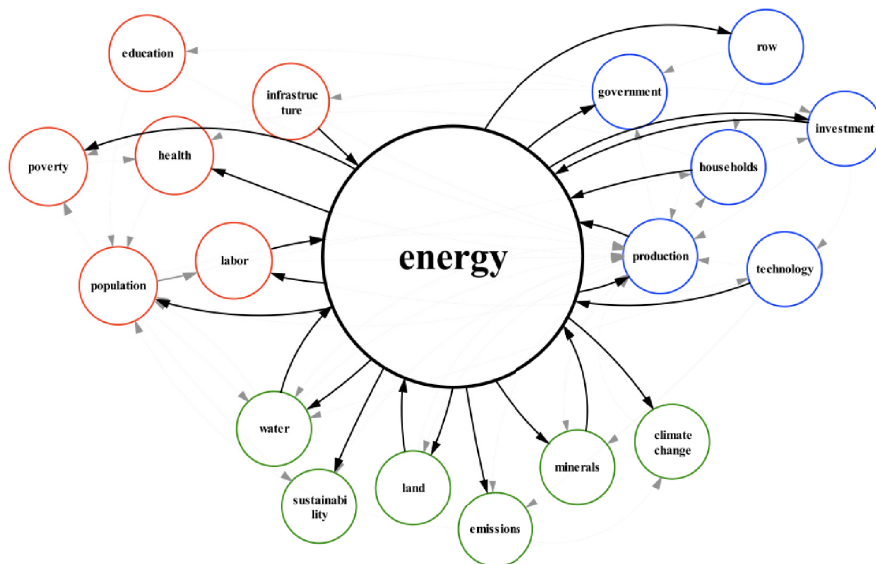 education
row
infrastruc
ture
government
investment
poverty
health
households
energy
labor
production
population
technology
water
climate
change
minerals
land
sustainabi
lity
emissions